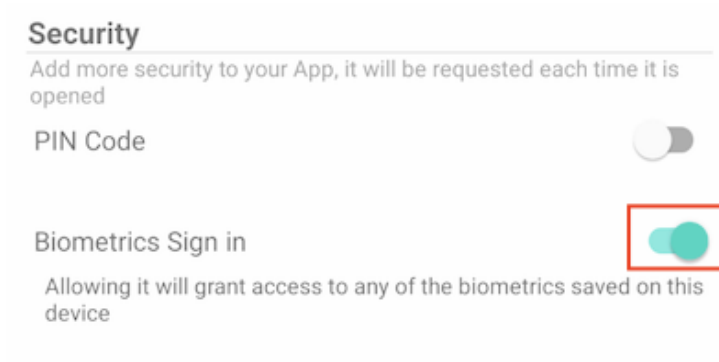 Security
Add more security to your App, it will be requested each time it is
opened
PIN Code
Biometrics Sign in
Allowing it will grant access to any of the biometrics saved on this
device